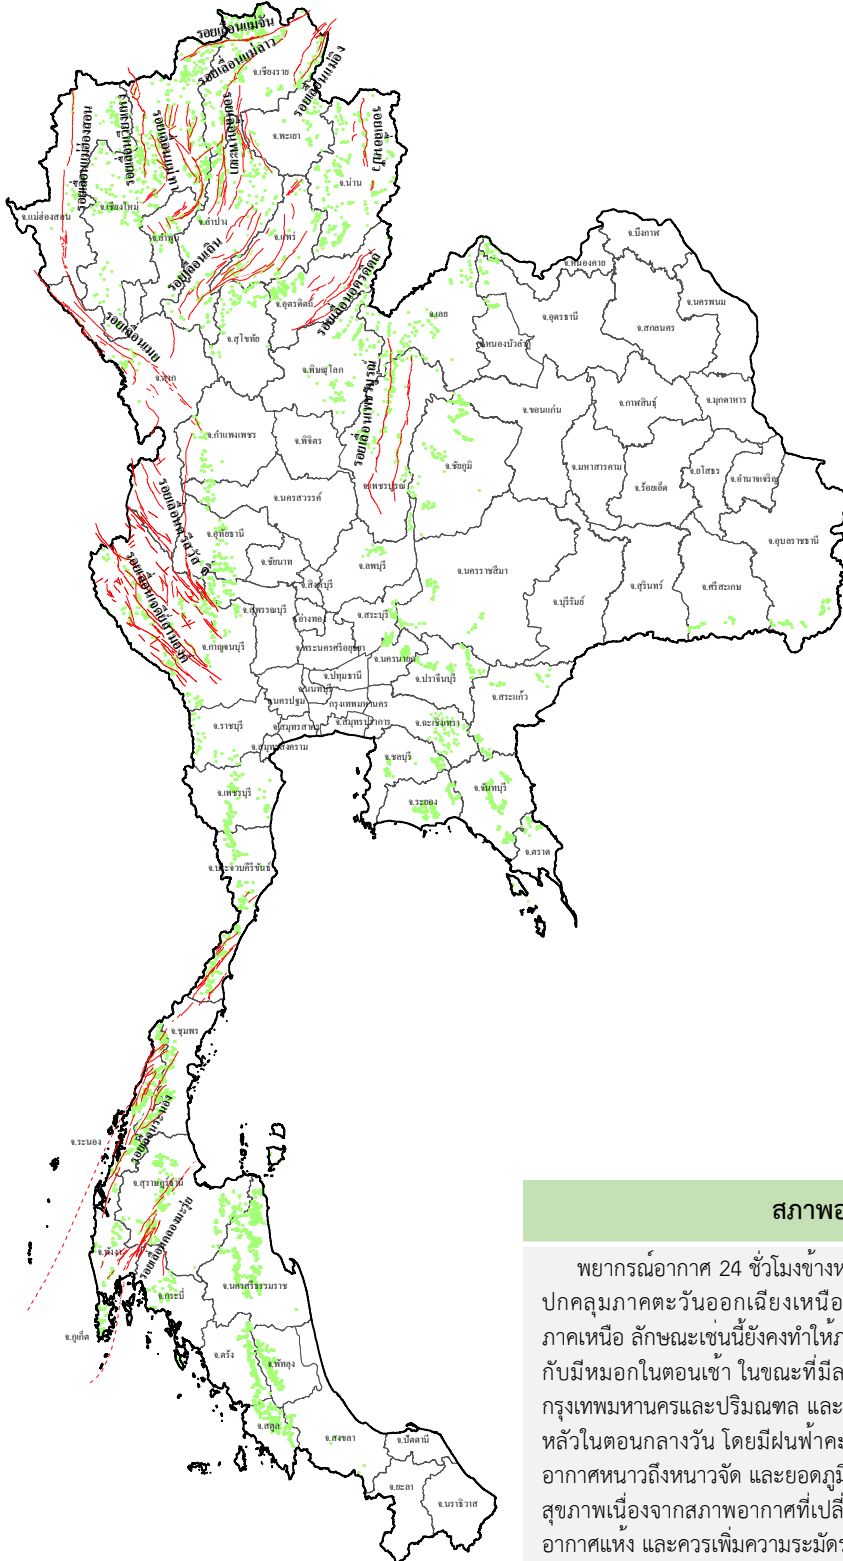 รอยเลื่อนแม่จัน
รอยเลื่อนแม่ลาว
จ.เชียงราย
รอยเลื่อนแม่อิง
รอยเลื่อนแม่ฮ่องสอน
รอยเลื่อนแม่ทา
รอยเลื่อนพะเยา
จ.พะเยา
รอยเลื่อนปัว
จ.น่าน
จ.แม่ฮ่องสอน
จ.เชียงใหม่
จ.ลำพูน
จ.ลำปาง
จ.แพร่
รอยเลื่อนเถิน
จ.อุตรดิตถ์
รอยเลื่อนอุตรดิตถ์
รอยเลื่อนเมย
จ.ตาก
จ.สุโขทัย
จ.พิษณุโลก
รอยเลื่อนเพชรบูรณ์
จ.เลย
จ.หนองบัวลำภู
จ.หนองคาย
จ.บึงกาฬ
จ.อุดรธานี
จ.สกลนคร
จ.นครพนม
จ.กำแพงเพชร
จ.พิจิตร
จ.เพชรบูรณ์
จ.ชัยภูมิ
จ.ขอนแก่น
จ.กาฬสินธุ์
จ.มุกดาหาร
จ.มหาสารคาม
จ.ร้อยเอ็ด
จ.ยโสธร
จ.อำนาจเจริญ
จ.อุบลราชธานี
จ.นครสวรรค์
รอยเลื่อนศรีสวัสดิ์
จ.อุทัยธานี
จ.ชัยนาท
จ.ลพบุรี
จ.นครราชสีมา
จ.บุรีรัมย์
จ.สุรินทร์
จ.ศรีสะเกษ
รอยเลื่อนเจดีย์สามองค์
จ.สิงห์บุรี
จ.สุพรรณบุรี
จ.อ่างทอง
จ.สระบุรี
จ.กาญจนบุรี
จ.พระนครศรีอยุธยา
จ.นครนายก
จ.ปทุมธานี
จ.ปราจีนบุรี
จ.สระแก้ว
จ.นนทบุรี
จ.นครปฐม
กรุงเทพมหานคร
จ.ราชบุรี
จ.สมุทรสาคร
จ.สมุทรปราการ
จ.ฉะเชิงเทรา
จ.สมุทรสงคราม
จ.ชลบุรี
จ.เพชรบุรี
จ.ระยอง
จ.จันทบุรี
จ.ตราด
จ.ประจวบคีรีขันธ์
จ.ชุมพร
จ.ระนอง
รอยเลื่อนระนอง
จ.สุราษฎร์ธานี
รอยเลื่อนคลองมะรุ่ย
จ.พังงา
จ.กระบี่
จ.นครศรีธรรมราช
จ.ภูเก็ต
จ.ตรัง
จ.พัทลุง
จ.สตูล
จ.สงขลา
จ.ปัตตานี
จ.ยะลา
จ.นราธิวาส
สภาพอ
พยากรณ์อากาศ 24 ชั่วโมงข้างห
ปกคลุมภาคตะวันออกเฉียงเหนือ
ภาคเหนือ ลักษณะเช่นนี้ยังคงทำให้ภ
กับมีหมอกในตอนเช้า ในขณะที่มีล
กรุงเทพมหานครและปริมณฑล และ
หลัวในตอนกลางวัน โดยมีฝนฟ้าคะ
อากาศหนาวถึงหนาวจัด และยอดภูมิ
สุขภาพเนื่องจากสภาพอากาศที่เปลี่
อากาศแห้ง และควรเพิ่มความระมัดร